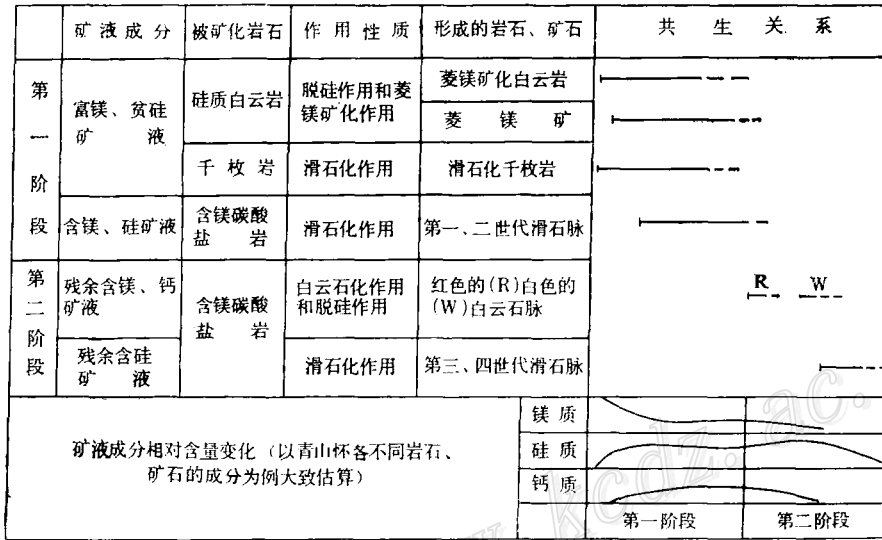 矿液成分 被矿化岩石 作用性质 形成的岩石、矿石 共生关系
第一阶段
富镁、贫硅
矿液
硅质白云岩
脱硅作用和菱
镁矿化作用
菱镁矿化白云岩
菱镁矿
千枚岩 滑石化作用 滑石化千枚岩
含镁、硅矿液
含镁碳酸
盐岩
滑石化作用 第一、二世代滑石脉
第二阶段
残余含镁、钙
矿液
含镁碳酸
盐岩
白云石化作用
和脱硅作用
红色的(R)白色的
(W)白云石脉
R W
残余含硅
矿液
滑石化作用 第三、四世代滑石脉
矿液成分相对含量变化(以青山怀各不同岩石、
矿石的成分为例大致估算)
镁质
硅质
钙质
第一阶段 第二阶段
kcdz.ac.